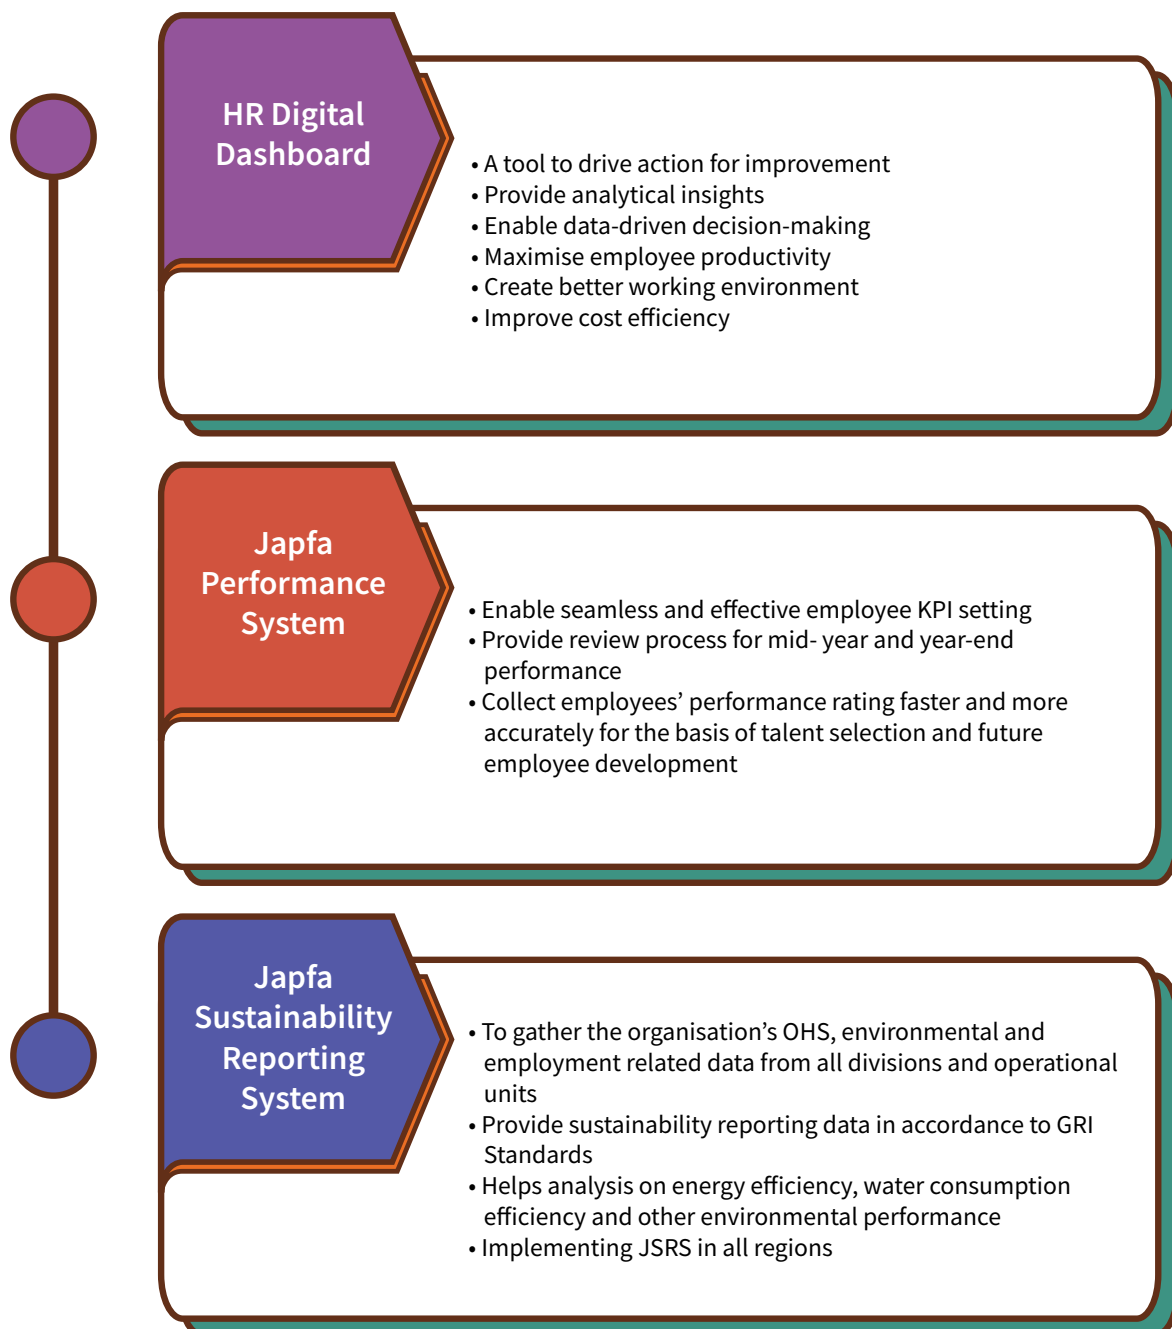 HR Digital
Dashboard
• A tool to drive action for improvement
• Provide analytical insights
• Enable data-driven decision-making
• Maximise employee productivity
• Create better working environment
• Improve cost efficiency
Japfa
Performance
System
• Enable seamless and effective employee KPI setting
• Provide review process for mid- year and year-end
performance
• Collect employees’ performance rating faster and more
accurately for the basis of talent selection and future
employee development
Japfa
Sustainability
Reporting
System
• To gather the organisation’s OHS, environmental and
employment related data from all divisions and operational
units
• Provide sustainability reporting data in accordance to GRI
Standards
• Helps analysis on energy efficiency, water consumption
efficiency and other environmental performance
• Implementing JSRS in all regions